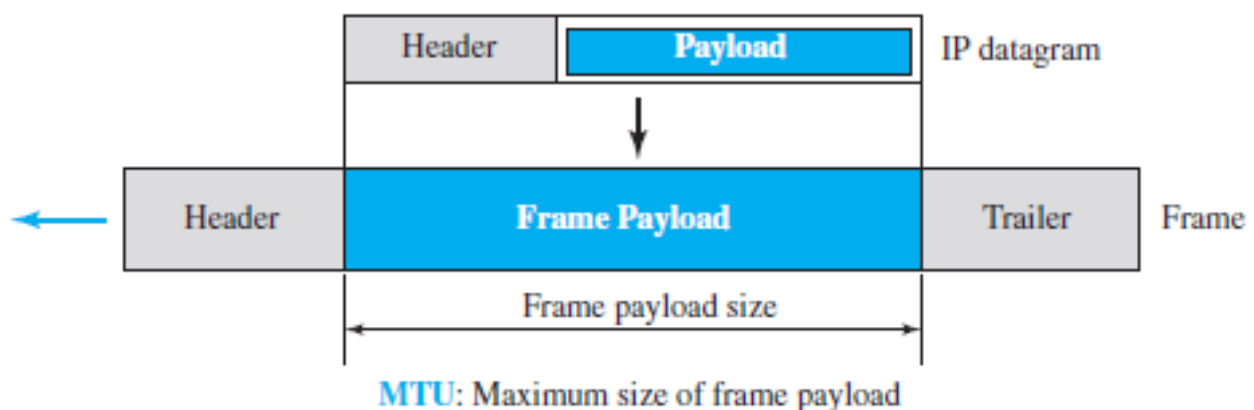 Header Payload IP datagram
Header Frame Payload Trailer Frame
Frame payload size
MTU: Maximum size of frame payload